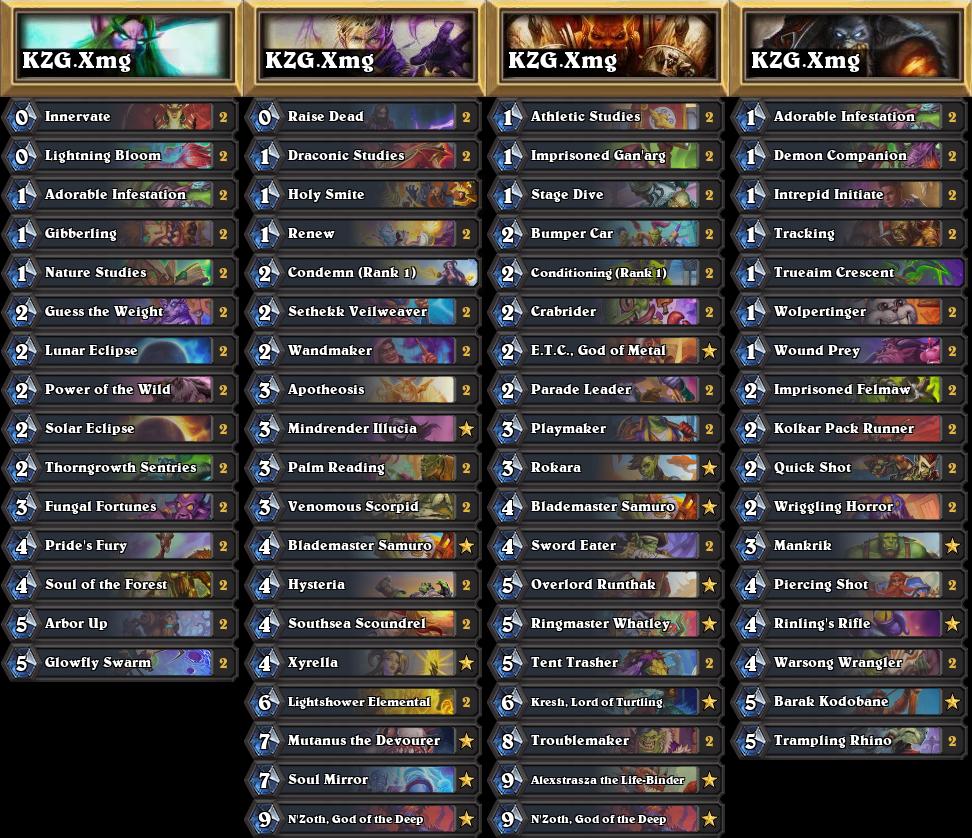 KZG.Xmg
0 Innervate 2
0 Lightning Bloom 2
1 Adorable Infestation 2
1 Gibberling 2
1 Nature Studies 2
2 Guess the Weight 2
2 Lunar Eclipse 2
2 Power of the Wild 2
2 Solar Eclipse 2
2 Thorngrowth Sentries 2
3 Fungal Fortunes 2
4 Pride's Fury 2
4 Soul of the Forest 2
5 Arbor Up 2
5 Glowfly Swarm 2
KZG.Xmg
0 Raise Dead 2
1 Draconic Studies 2
1 Holy Smite
1 Renew 2
2 Condemn (Rank 1)
2 Sethekk Veilweaver 2
2 Wandmaker 2
3 Apotheosis 2
3 Mindrender Illucia
3 Palm Reading 2
3 Venomous Scorpid 2
4 Blademaster Samuro
4 Hysteria 2
4 Southsea Scoundrel 2
4 Xyrella
6 Lightshower Elemental 2
7 Mutanus the Devourer
7 Soul Mirror
9 N'Zoth, God of the Deep
KZG.Xmg
1 Athletic Studies 2
1 Imprisoned Gan'arg 2
1 Stage Dive 2
2 Bumper Car 2
2 Conditioning (Rank 1) 2
2 Crabrider 2
2 E.T.C., God of Metal
2 Parade Leader 2
3 Playmaker 2
3 Rokara
4 Blademaster Samuro
4 Sword Eater 2
5 Overlord Runthak
5 Ringmaster Whatley
5 Tent Trasher 2
6 Kresh, Lord of Turtling
8 Troublemaker 2
9 Alexstrasza the Life-Binder
9 N'Zoth, God of the Deep
KZG.Xmg
1 Adorable Infestation 2
1 Demon Companion 2
1 Intrepid Initiate 2
1 Tracking 2
1 Trueaim Crescent
1 Wolpertinger 2
1 Wound Prey 2
2 Imprisoned Felmaw 2
2 Kolkar Pack Runner 2
2 Quick Shot 2
2 Wriggling Horror 2
3 Mankrik
4 Piercing Shot 2
4 Rinling's Rifle
4 Warsong Wrangler 2
5 Barak Kodobane
5 Trampling Rhino 2